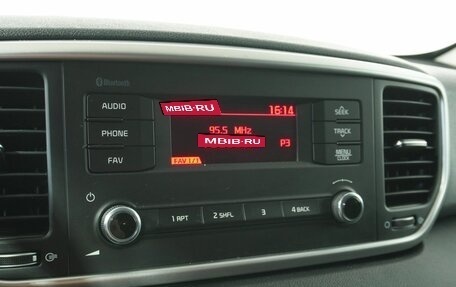 Bluetooth
AUDIO
PHONE
FAV
MBIB·RU
16:14
95.5 MHz
MBIB·RU
P3
FAV 1/1
SEEK
TRACK
MENU
CLOCK
1 RPT
2 SHFL
3
4 BACK